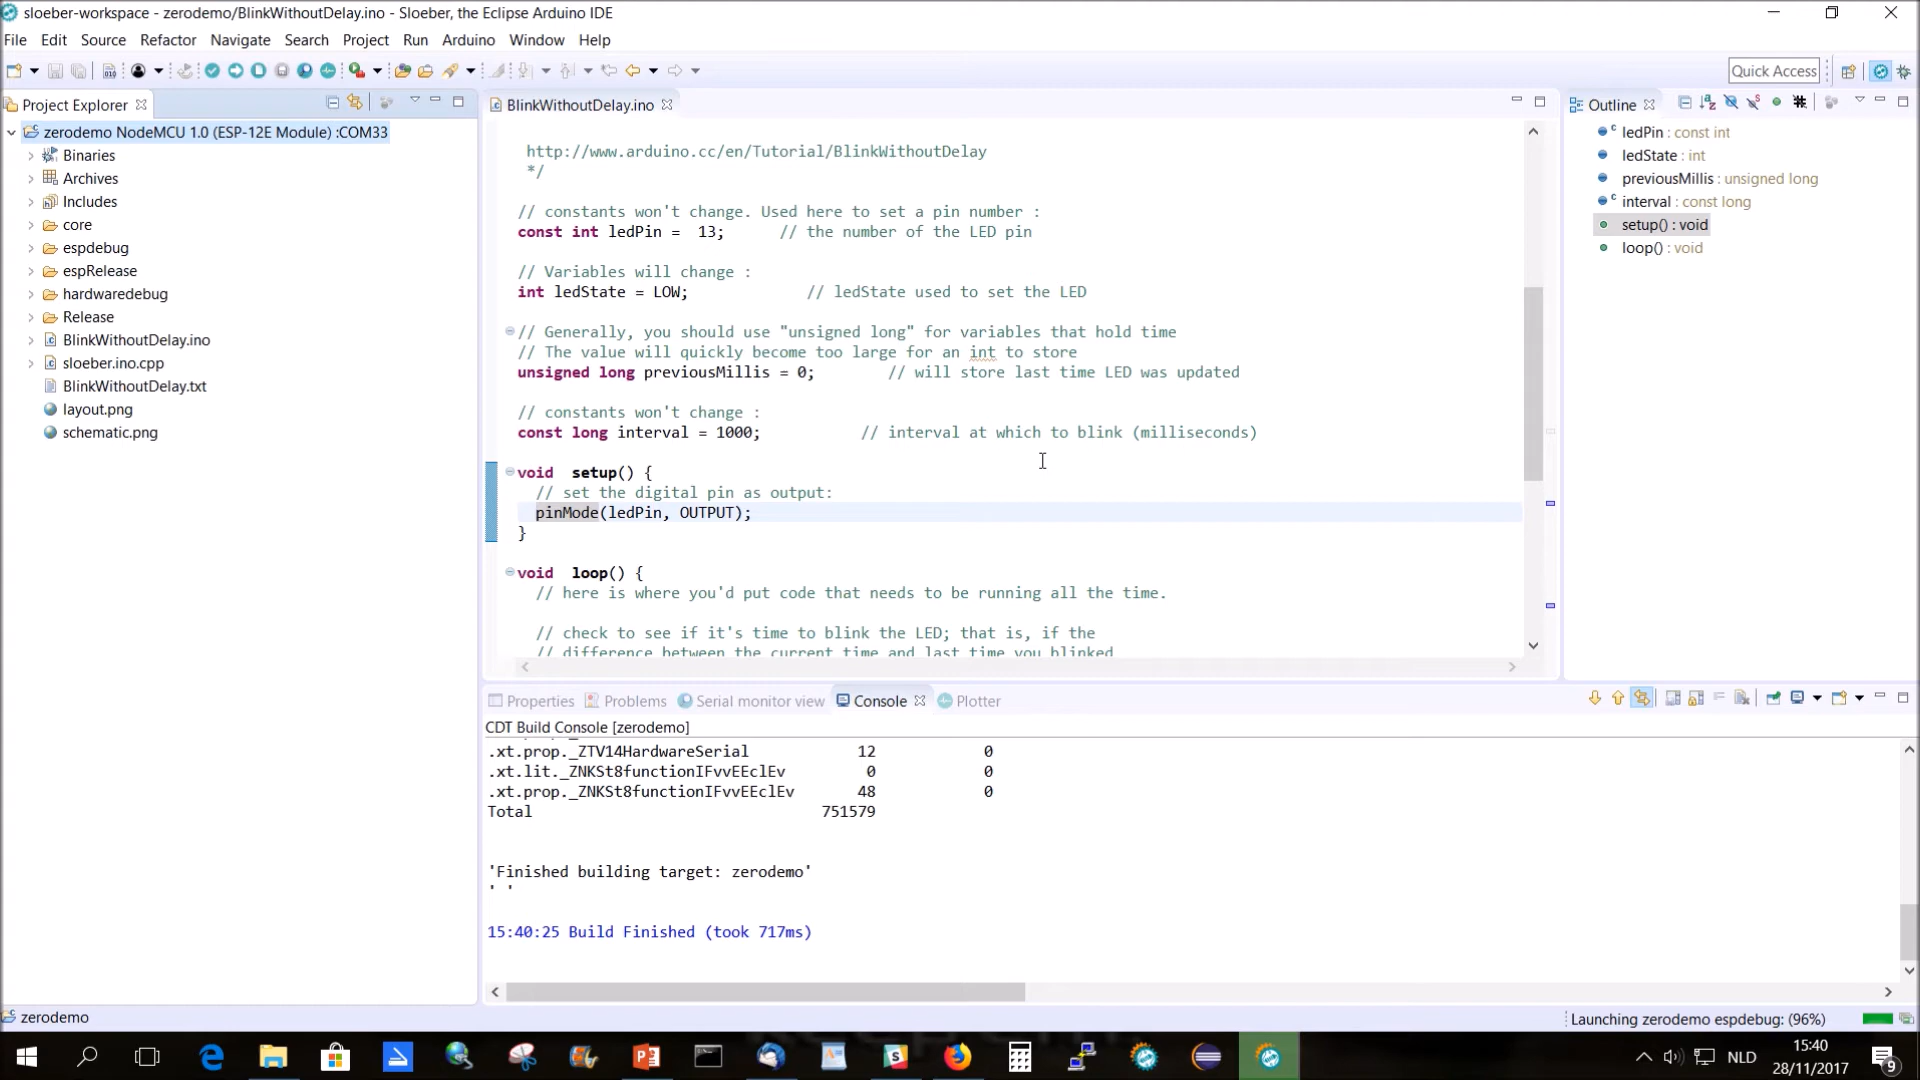 sloeber-workspace - zerodemo/BlinkWithoutDelay.ino - Sloeber, the Eclipse Arduino IDE
File Edit Source Refactor Navigate Search Project Run Arduino Window Help
Quick Access
Project Explorer
zerodemo NodeMCU 1.0 (ESP-12E Module) :COM33
Binaries
Archives
Includes
core
espdebug
espRelease
hardwaredebug
Release
BlinkWithoutDelay.ino
sloeber.ino.cpp
BlinkWithoutDelay.txt
layout.png
schematic.png
BlinkWithoutDelay.ino
http://www.arduino.cc/en/Tutorial/BlinkWithoutDelay
*/
// constants won't change. Used here to set a pin number :
const int ledPin =  13;      // the number of the LED pin
// Variables will change :
int ledState = LOW;             // ledState used to set the LED
// Generally, you should use "unsigned long" for variables that hold time
// The value will quickly become too large for an int to store
unsigned long previousMillis = 0;        // will store last time LED was updated
// constants won't change :
const long interval = 1000;           // interval at which to blink (milliseconds)
void  setup() {
// set the digital pin as output:
pinMode(ledPin, OUTPUT);
}
void  loop() {
// here is where you'd put code that needs to be running all the time.
// check to see if it's time to blink the LED; that is, if the
// difference between the current time and last time you blinked
Outline
ledPin : const int
ledState : int
previousMillis : unsigned long
interval : const long
setup() : void
loop() : void
Properties Problems Serial monitor view Console Plotter
CDT Build Console [zerodemo]
.xt.prop._ZTV14HardwareSerial 12 0
.xt.lit._ZNKSt8functionIFvvEEclEv 0 0
.xt.prop._ZNKSt8functionIFvvEEclEv 48 0
Total 751579
'Finished building target: zerodemo'
' '
15:40:25 Build Finished (took 717ms)
zerodemo
Launching zerodemo espdebug: (96%)
NLD
15:40
28/11/2017
9